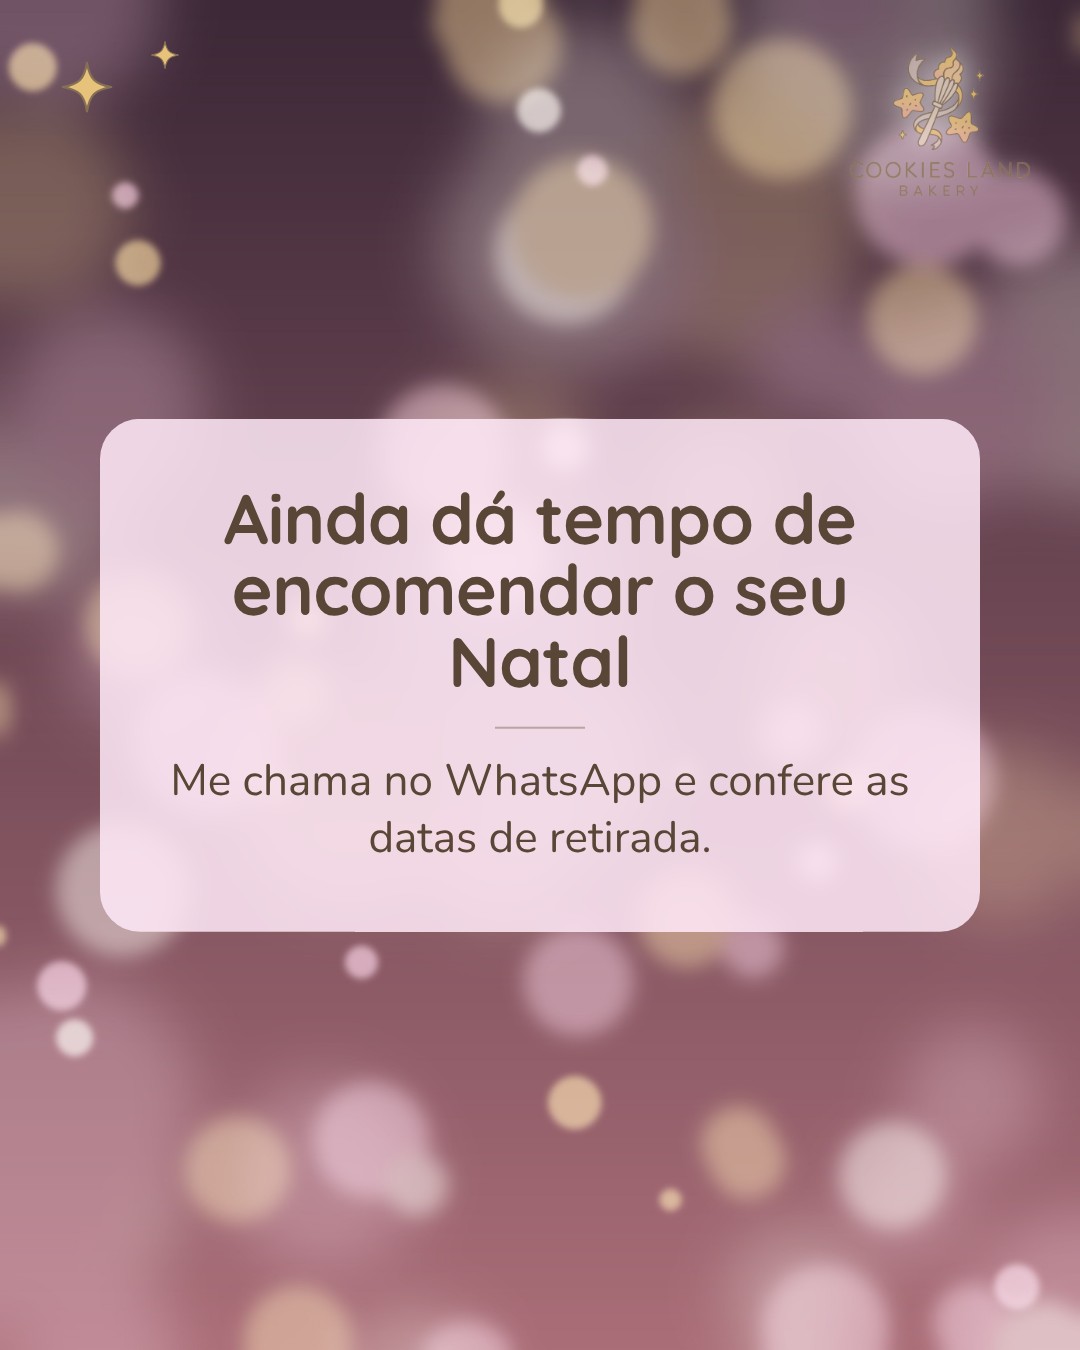 COOKIES LAND
BAKERY
Ainda dá tempo de
encomendar o seu
Natal
Me chama no WhatsApp e confere as
datas de retirada.